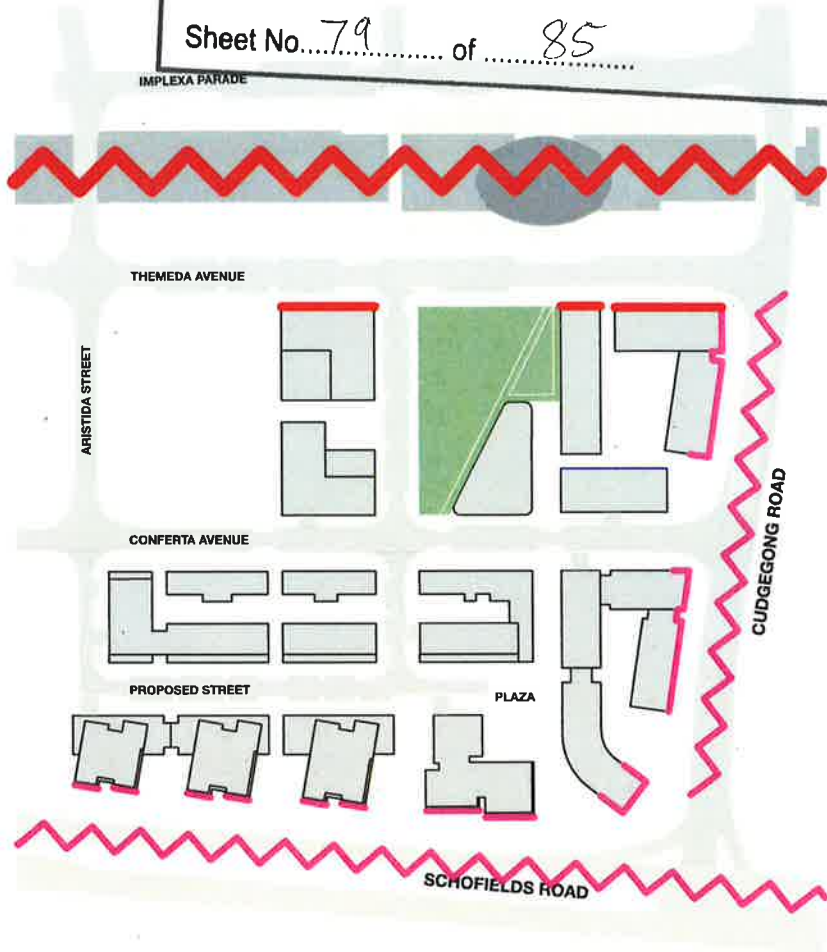 Sheet No. 79 of 85
IMPLEXA PARADE
THEMEDA AVENUE
ARISTIDA STREET
CUDGEGONG ROAD
CONFERTA AVENUE
PROPOSED STREET
PLAZA
SCHOFIELDS ROAD